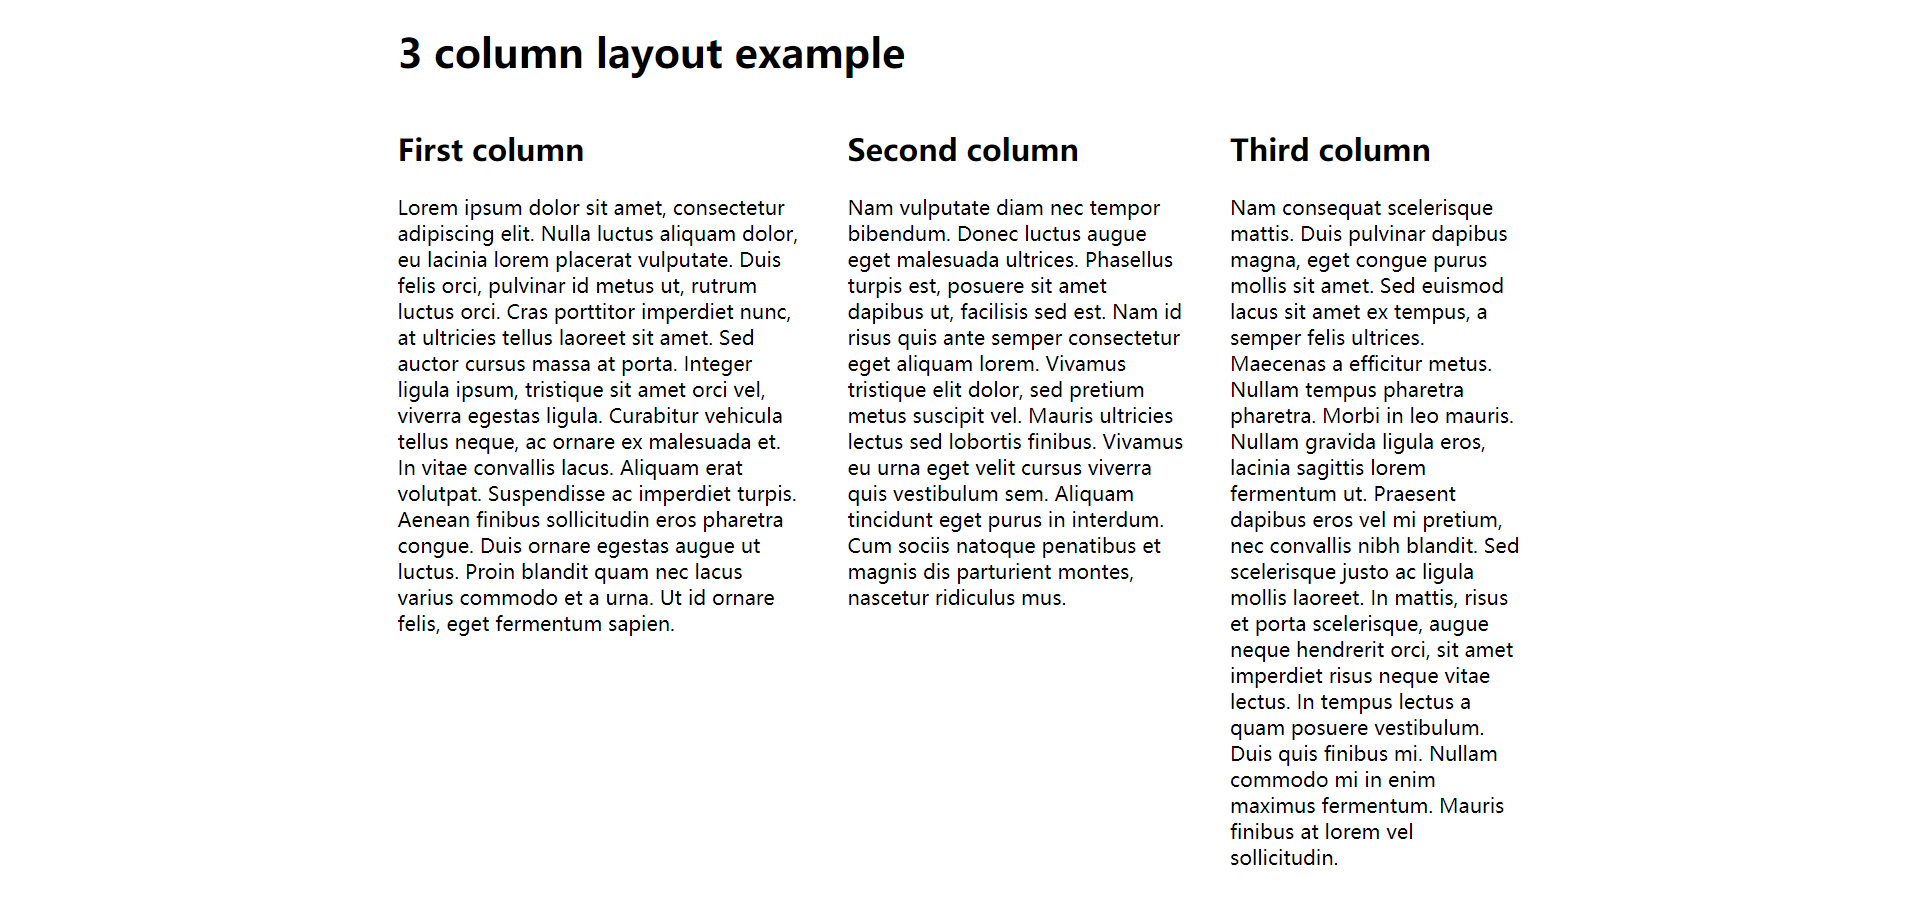 3 column layout example
First column
Lorem ipsum dolor sit amet, consectetur
adipiscing elit. Nulla luctus aliquam dolor,
eu lacinia lorem placerat vulputate. Duis
felis orci, pulvinar id metus ut, rutrum
luctus orci. Cras porttitor imperdiet nunc,
at ultricies tellus laoreet sit amet. Sed
auctor cursus massa at porta. Integer
ligula ipsum, tristique sit amet orci vel,
viverra egestas ligula. Curabitur vehicula
tellus neque, ac ornare ex malesuada et.
In vitae convallis lacus. Aliquam erat
volutpat. Suspendisse ac imperdiet turpis.
Aenean finibus sollicitudin eros pharetra
congue. Duis ornare egestas augue ut
luctus. Proin blandit quam nec lacus
varius commodo et a urna. Ut id ornare
felis, eget fermentum sapien.
Second column
Nam vulputate diam nec tempor
bibendum. Donec luctus augue
eget malesuada ultrices. Phasellus
turpis est, posuere sit amet
dapibus ut, facilisis sed est. Nam id
risus quis ante semper consectetur
eget aliquam lorem. Vivamus
tristique elit dolor, sed pretium
metus suscipit vel. Mauris ultricies
lectus sed lobortis finibus. Vivamus
eu urna eget velit cursus viverra
quis vestibulum sem. Aliquam
tincidunt eget purus in interdum.
Cum sociis natoque penatibus et
magnis dis parturient montes,
nascetur ridiculus mus.
Third column
Nam consequat scelerisque
mattis. Duis pulvinar dapibus
magna, eget congue purus
mollis sit amet. Sed euismod
lacus sit amet ex tempus, a
semper felis ultrices.
Maecenas a efficitur metus.
Nullam tempus pharetra
pharetra. Morbi in leo mauris.
Nullam gravida ligula eros,
lacinia sagittis lorem
fermentum ut. Praesent
dapibus eros vel mi pretium,
nec convallis nibh blandit. Sed
scelerisque justo ac ligula
mollis laoreet. In mattis, risus
et porta scelerisque, augue
neque hendrerit orci, sit amet
imperdiet risus neque vitae
lectus. In tempus lectus a
quam posuere vestibulum.
Duis quis finibus mi. Nullam
commodo mi in enim
maximus fermentum. Mauris
finibus at lorem vel
sollicitudin.